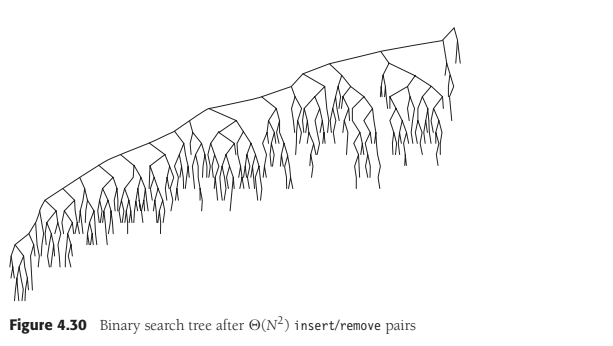 Figure 4.30 Binary search tree after Θ(N²) insert/remove pairs